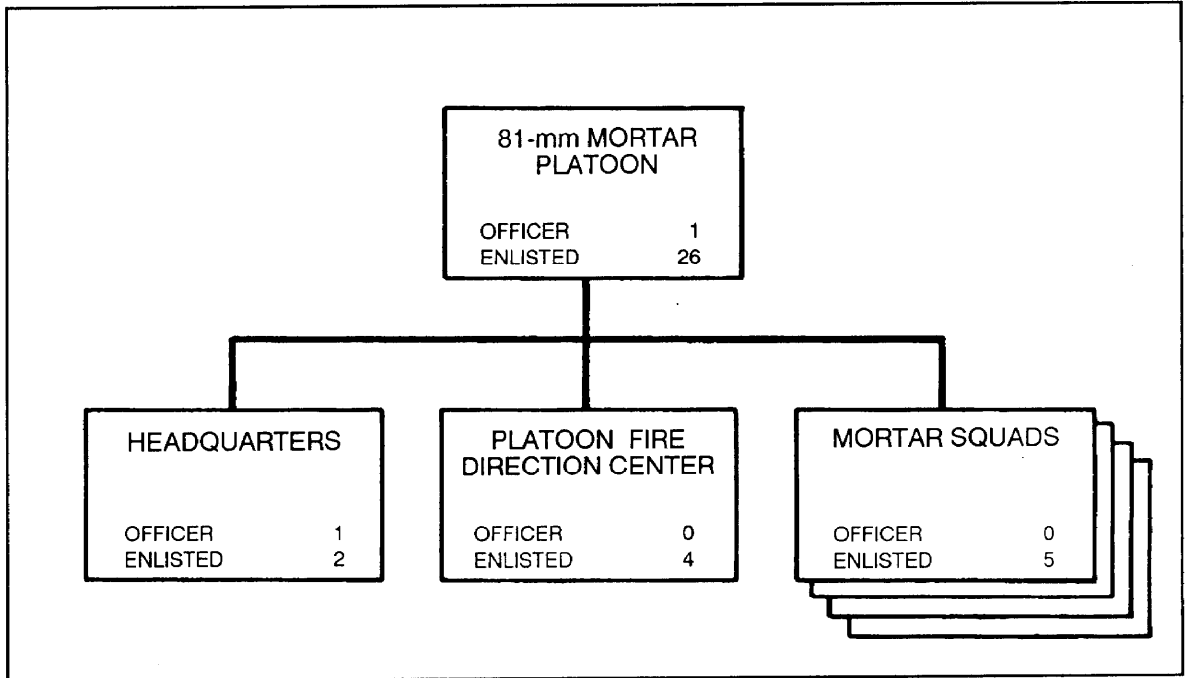 81-mm MORTAR
PLATOON
OFFICER 1
ENLISTED 26
HEADQUARTERS
OFFICER 1
ENLISTED 2
PLATOON FIRE
DIRECTION CENTER
OFFICER 0
ENLISTED 4
MORTAR SQUADS
OFFICER 0
ENLISTED 5